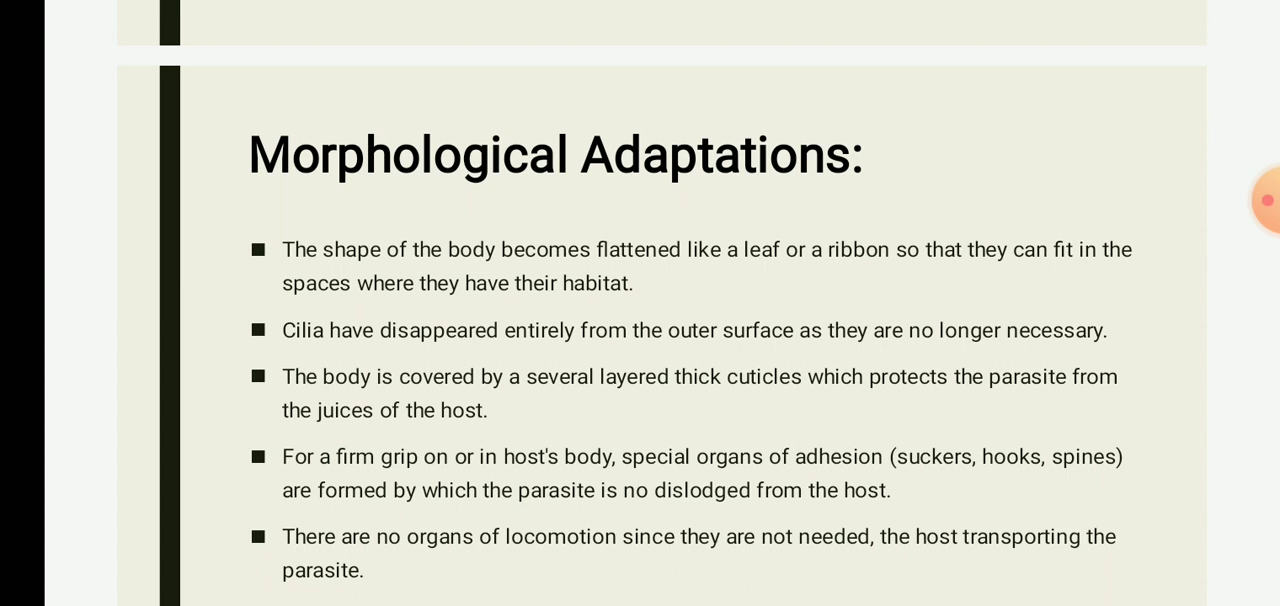 Morphological Adaptations:
■ The shape of the body becomes flattened like a leaf or a ribbon so that they can fit in the
spaces where they have their habitat.
■ Cilia have disappeared entirely from the outer surface as they are no longer necessary.
■ The body is covered by a several layered thick cuticles which protects the parasite from
the juices of the host.
■ For a firm grip on or in host's body, special organs of adhesion (suckers, hooks, spines)
are formed by which the parasite is no dislodged from the host.
■ There are no organs of locomotion since they are not needed, the host transporting the
parasite.